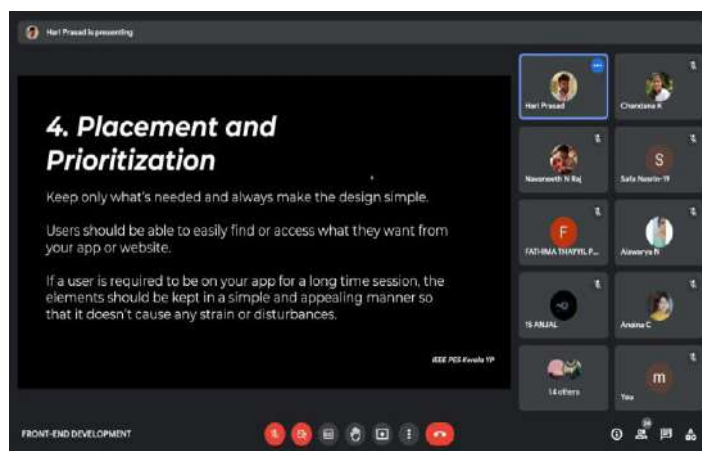 Hari Prasad is presenting
4. Placement and
Prioritization
Keep only what's needed and always make the design simple.
Users should be able to easily find or access what they want from
your app or website.
If a user is required to be on your app for a long time session, the
elements should be kept in a simple and appealing manner so
that it doesn't cause any strain or disturbances.
IEEE PES Kerala YP
Hari Prasad
Chandana K
Navaneeth N Raj
S
Safa Nasrin-19
F
FATHIMA THAYYIL P...
Aiswarya N
15 ANJAL
Anaina C
14 others
m
You
FRONT-END DEVELOPMENT